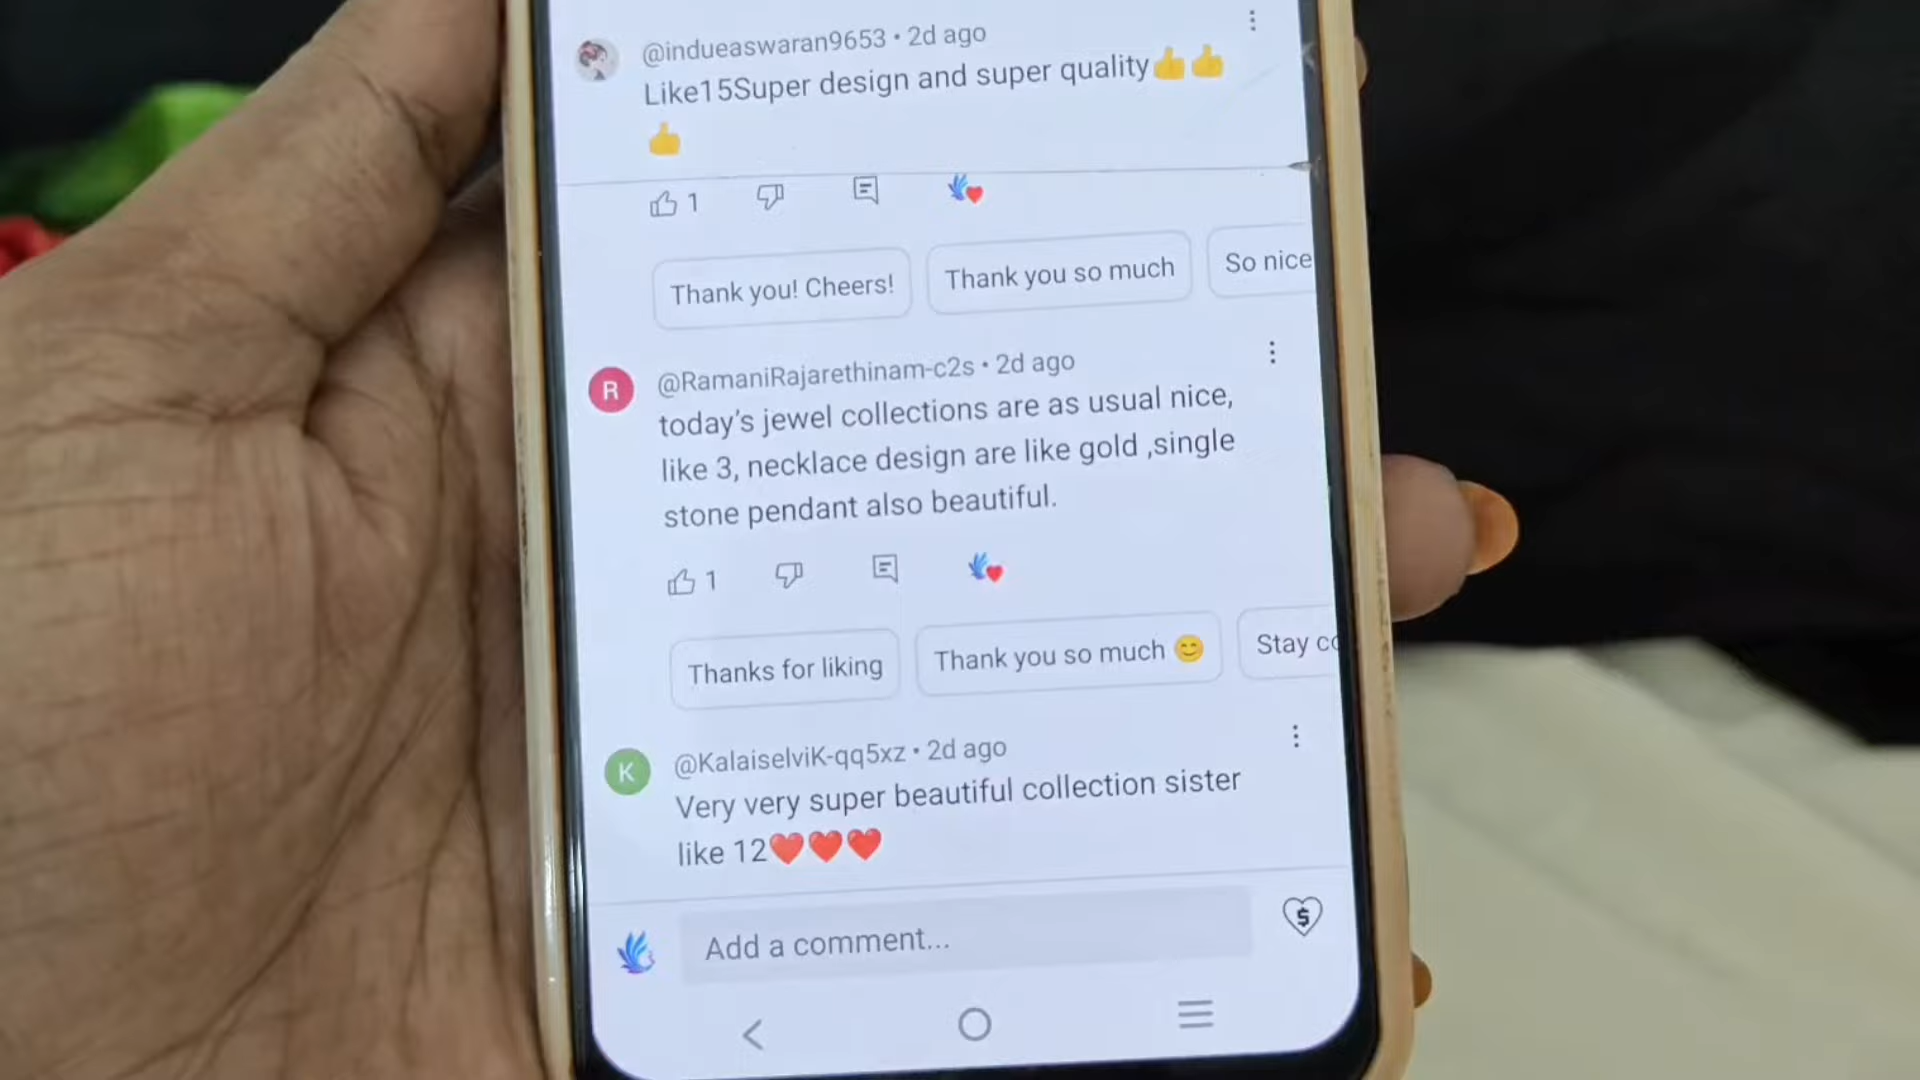 @indueaswaran9653 • 2d ago
Like15Super design and super quality👍👍
👍
1
Thank you! Cheers!
Thank you so much
So nice
@RamaniRajarethinam-c2s • 2d ago
today's jewel collections are as usual nice,
like 3, necklace design are like gold ,single
stone pendant also beautiful.
1
Thanks for liking
Thank you so much 😊
Stay
R
@KalaiselviK-qq5xz • 2d ago
K
Very very super beautiful collection sister
like 12❤️❤️❤️
Add a comment...
$